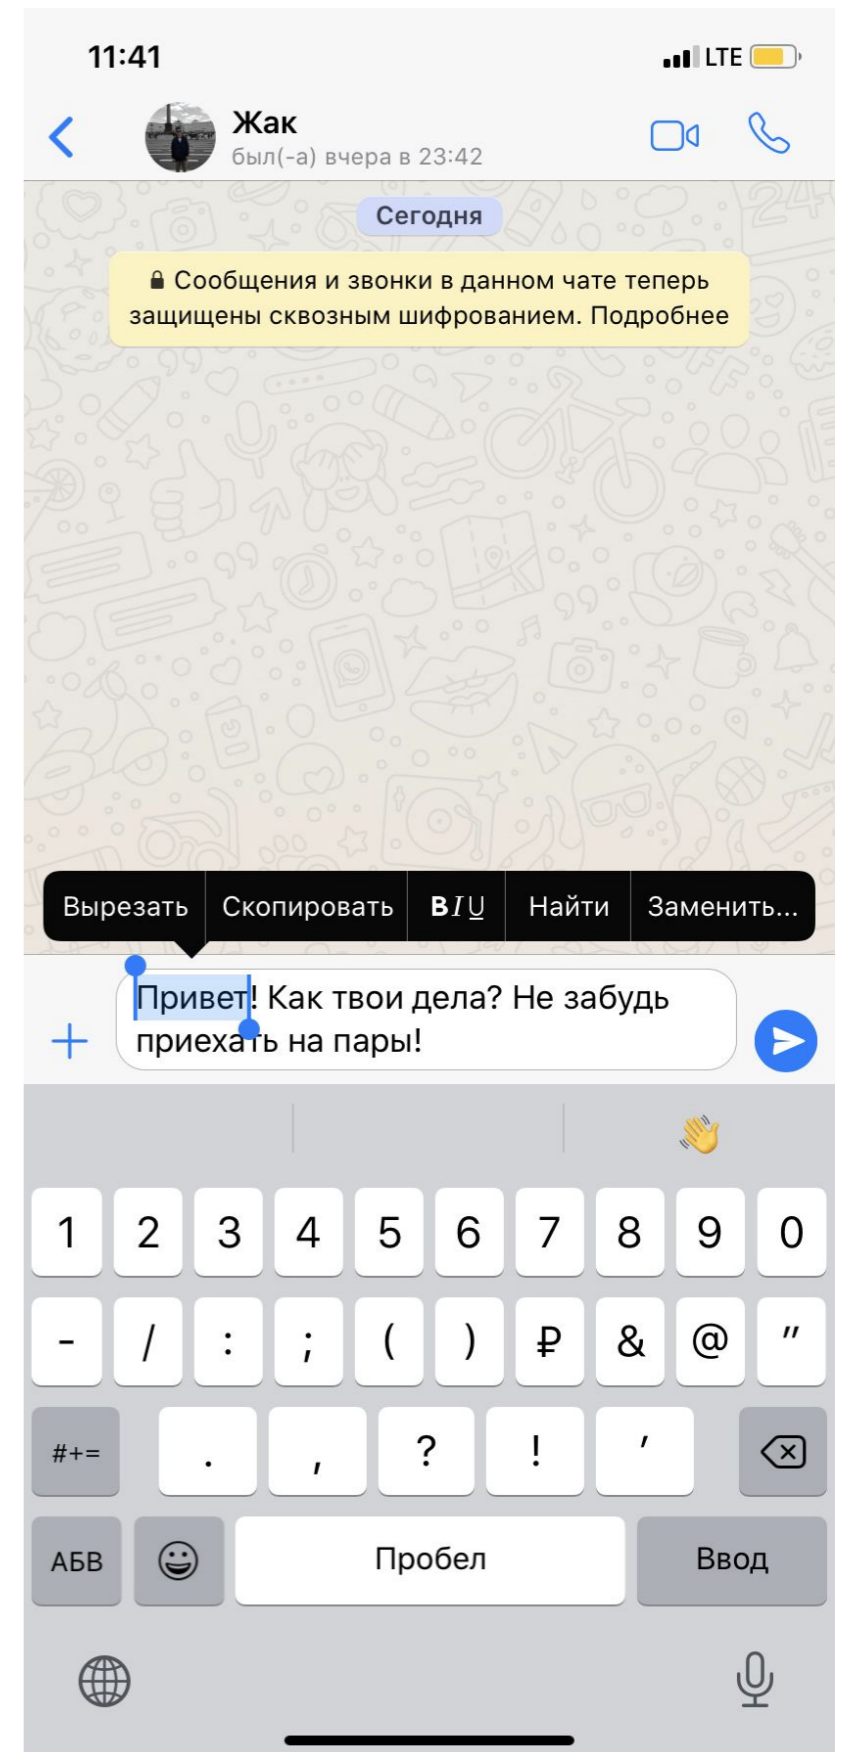 11:41
LTE
Жак
был(-а) вчера в 23:42
Сегодня
Сообщения и звонки в данном чате теперь
защищены сквозным шифрованием. Подробнее
Вырезать Скопировать BIU Найти Заменить...
Привет! Как твои дела? Не забудь
приехать на пары!
1 2 3 4 5 6 7 8 9 0
- / : ; ( ) ₽ & @ "
#+= . , ? ! '
АБВ Пробел Ввод